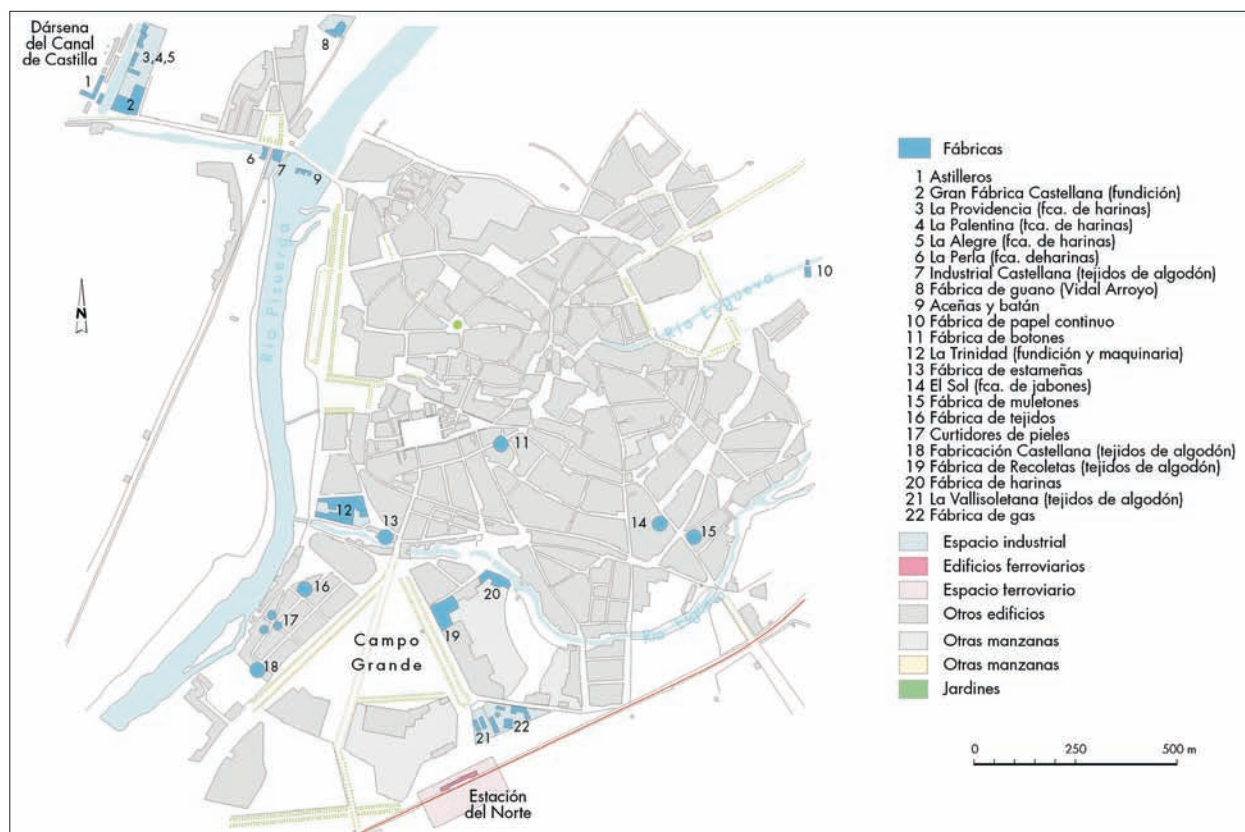 Dársena
del Canal
de Castilla
1
3,4,5
2
8
6
7
9
N
Río Pisuerga
10
Río Esgueva
11
12
13
14
15
16
17
18
19
20
Campo
Grande
Río Esgueva
21
22
Estación
del Norte
Fábricas
1 Astilleros
2 Gran Fábrica Castellana (fundición)
3 La Providencia (fca. de harinas)
4 La Palentina (fca. de harinas)
5 La Alegre (fca. de harinas)
6 La Perla (fca. deharinas)
7 Industrial Castellana (tejidos de algodón)
8 Fábrica de guano (Vidal Arroyo)
9 Aceñas y batán
10 Fábrica de papel continuo
11 Fábrica de botones
12 La Trinidad (fundición y maquinaria)
13 Fábrica de estameñas
14 El Sol (fca. de jabones)
15 Fábrica de muletones
16 Fábrica de tejidos
17 Curtidores de pieles
18 Fabricación Castellana (tejidos de algodón)
19 Fábrica de Recoletas (tejidos de algodón)
20 Fábrica de harinas
21 La Vallisoletana (tejidos de algodón)
22 Fábrica de gas
Espacio industrial
Edificios ferroviarios
Espacio terroviario
Otros edificios
Otras manzanas
Otras manzanas
Jardines
0 250 500 m